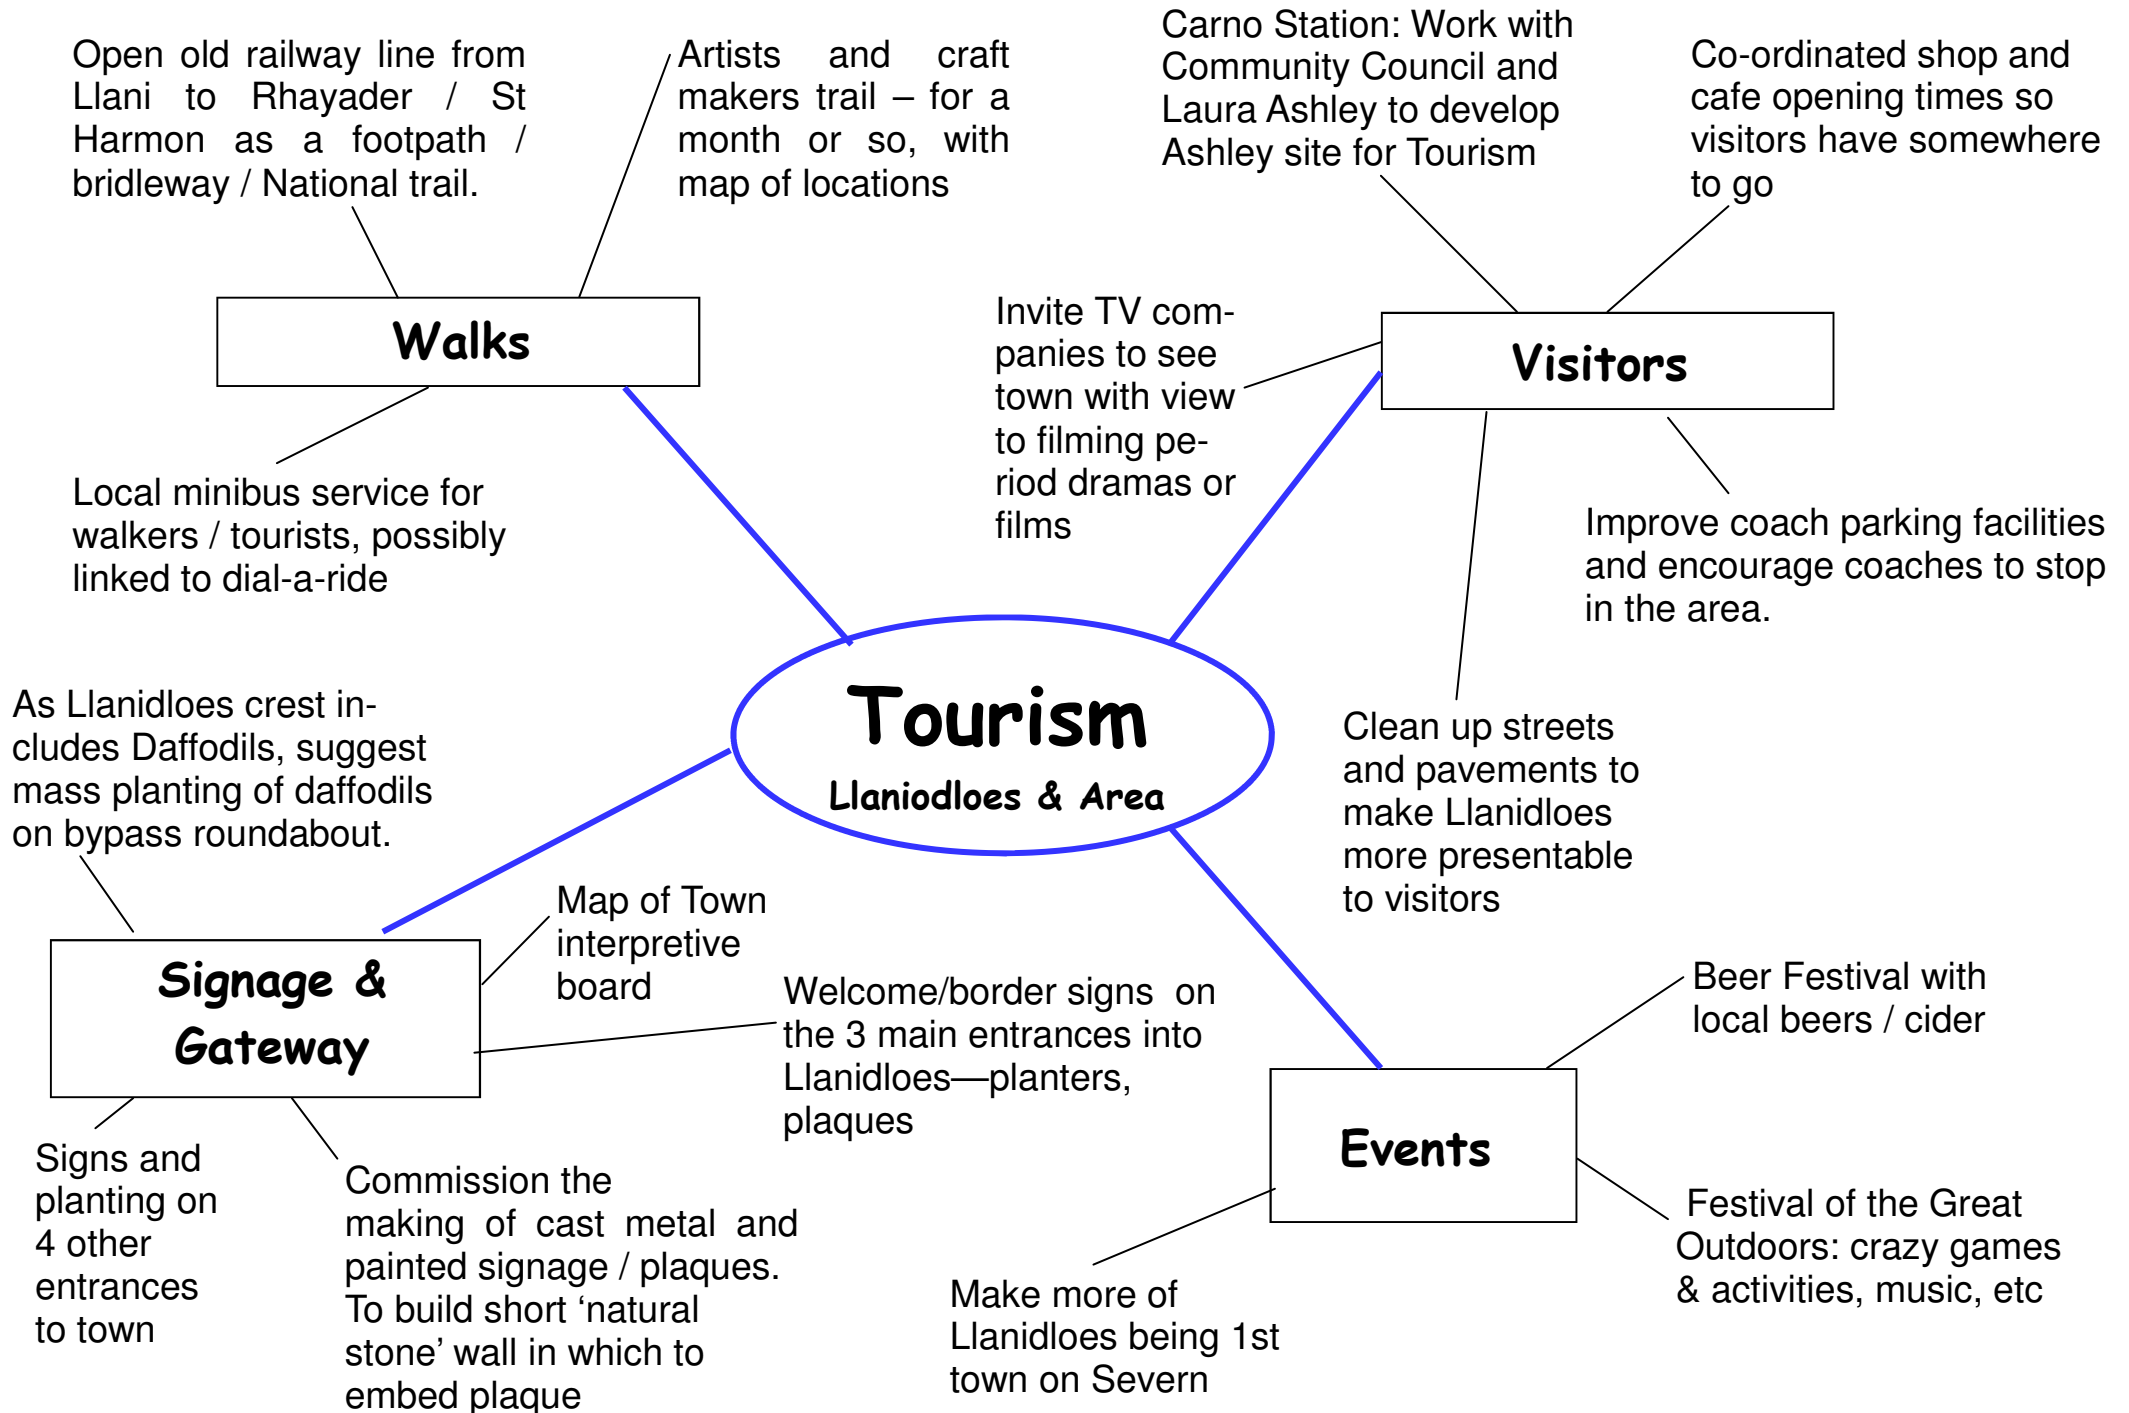 Open old railway line from
Llani to Rhayader / St
Harmon as a footpath /
bridleway / National trail.
Artists and craft
makers trail – for a
month or so, with
map of locations
Carno Station: Work with
Community Council and
Laura Ashley to develop
Ashley site for Tourism
Co-ordinated shop and
cafe opening times so
visitors have somewhere
to go
Walks
Invite TV com-
panies to see
town with view
to filming pe-
riod dramas or
films
Visitors
Local minibus service for
walkers / tourists, possibly
linked to dial-a-ride
Improve coach parking facilities
and encourage coaches to stop
in the area.
Tourism
Llaniodloes & Area
As Llanidloes crest in-
cludes Daffodils, suggest
mass planting of daffodils
on bypass roundabout.
Clean up streets
and pavements to
make Llanidloes
more presentable
to visitors
Signage &
Gateway
Map of Town
interpretive
board
Welcome/border signs on
the 3 main entrances into
Llanidloes—planters,
plaques
Beer Festival with
local beers / cider
Events
Signs and
planting on
4 other
entrances
to town
Commission the
making of cast metal and
painted signage / plaques.
To build short ‘natural
stone’ wall in which to
embed plaque
Make more of
Llanidloes being 1st
town on Severn
Festival of the Great
Outdoors: crazy games
& activities, music, etc